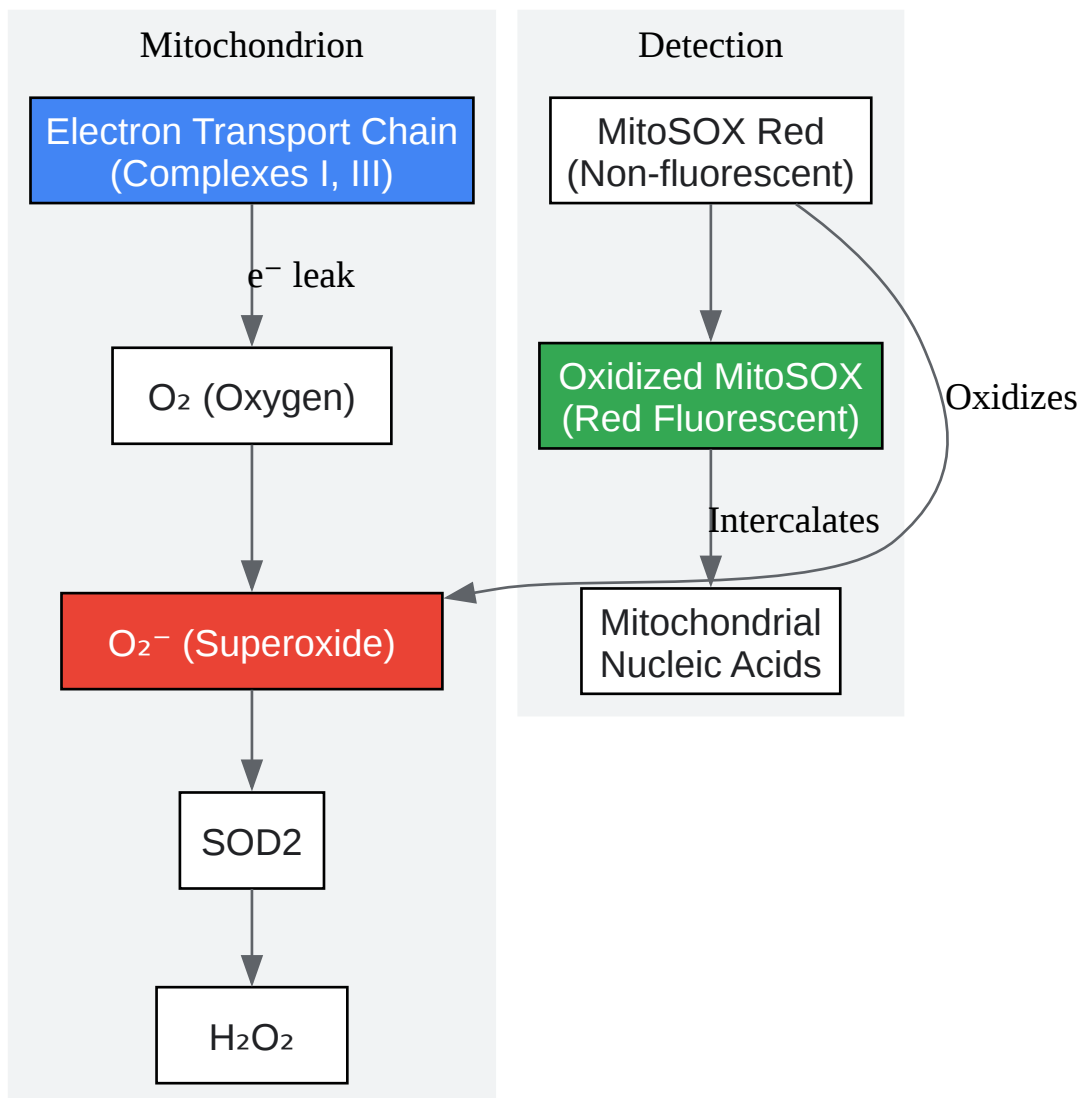 Mitochondrion
Electron Transport Chain
(Complexes I, III)
e⁻ leak
O₂ (Oxygen)
O₂⁻ (Superoxide)
SOD2
H₂O₂
Detection
MitoSOX Red
(Non-fluorescent)
Oxidized MitoSOX
(Red Fluorescent)
Oxidizes
Intercalates
Mitochondrial
Nucleic Acids